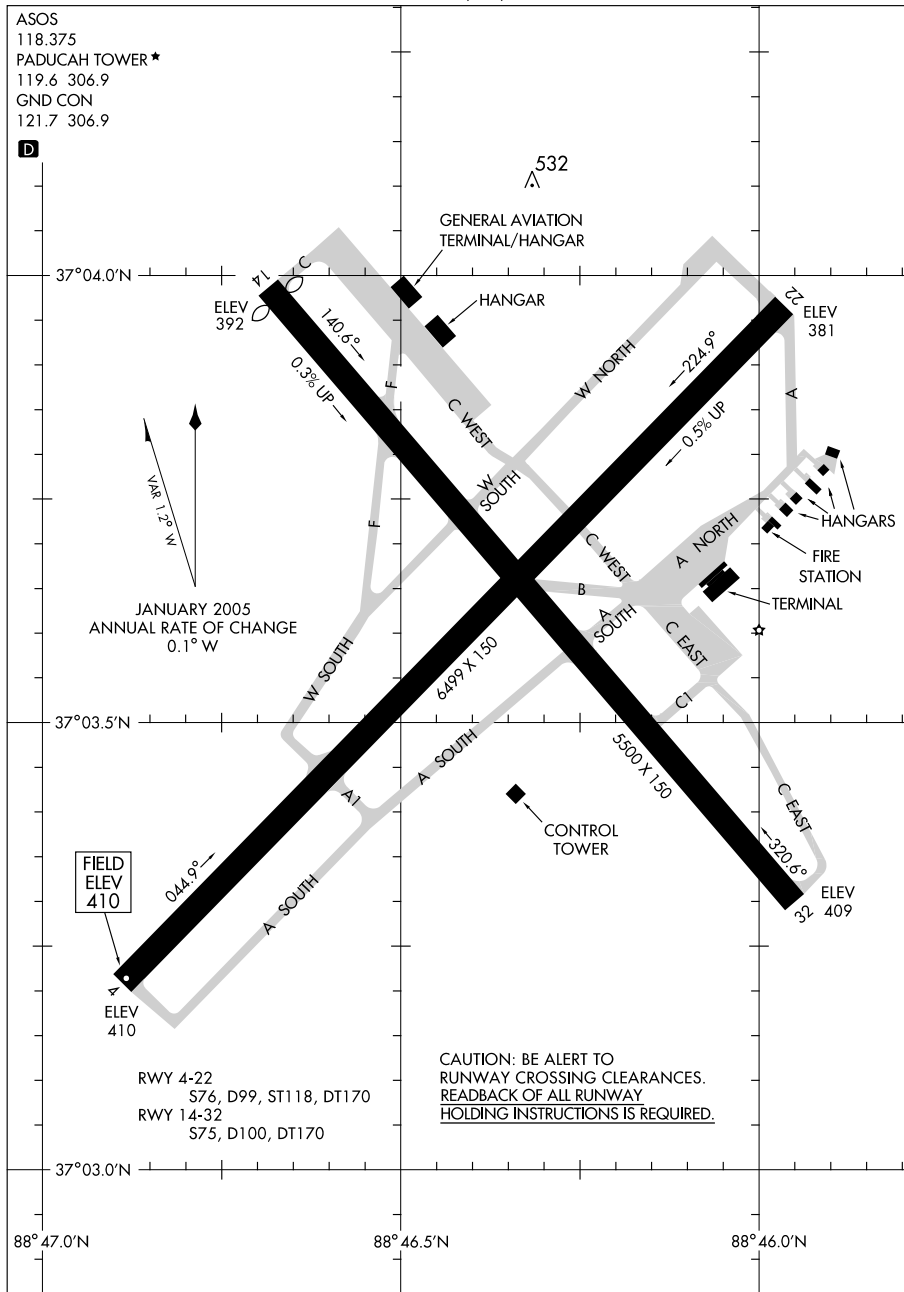 ASOS
118.375
PADUCAH TOWER★
119.6 306.9
GND CON
121.7 306.9
D
532
GENERAL AVIATION
TERMINAL/HANGAR
HANGAR
37°04.0'N
14
C
ELEV
392
140.6°
0.3% UP
F
F
C WEST
W NORTH
22
ELEV
381
224.9°
0.5% UP
A
W
SOUTH
VAR 1.2° W
C WEST
A NORTH
HANGARS
FIRE
STATION
TERMINAL
B
A
SOUTH
C EAST
JANUARY 2005
ANNUAL RATE OF CHANGE
0.1° W
W SOUTH
6499 X 150
C1
37°03.5'N
A SOUTH
5500 X 150
A1
C EAST
CONTROL
TOWER
320.6°
FIELD
ELEV
410
044.9°
A SOUTH
32
ELEV
409
4
ELEV
410
RWY 4-22
S76, D99, ST118, DT170
RWY 14-32
S75, D100, DT170
CAUTION: BE ALERT TO
RUNWAY CROSSING CLEARANCES.
READBACK OF ALL RUNWAY
HOLDING INSTRUCTIONS IS REQUIRED.
37°03.0'N
88°47.0'N
88°46.5'N
88°46.0'N